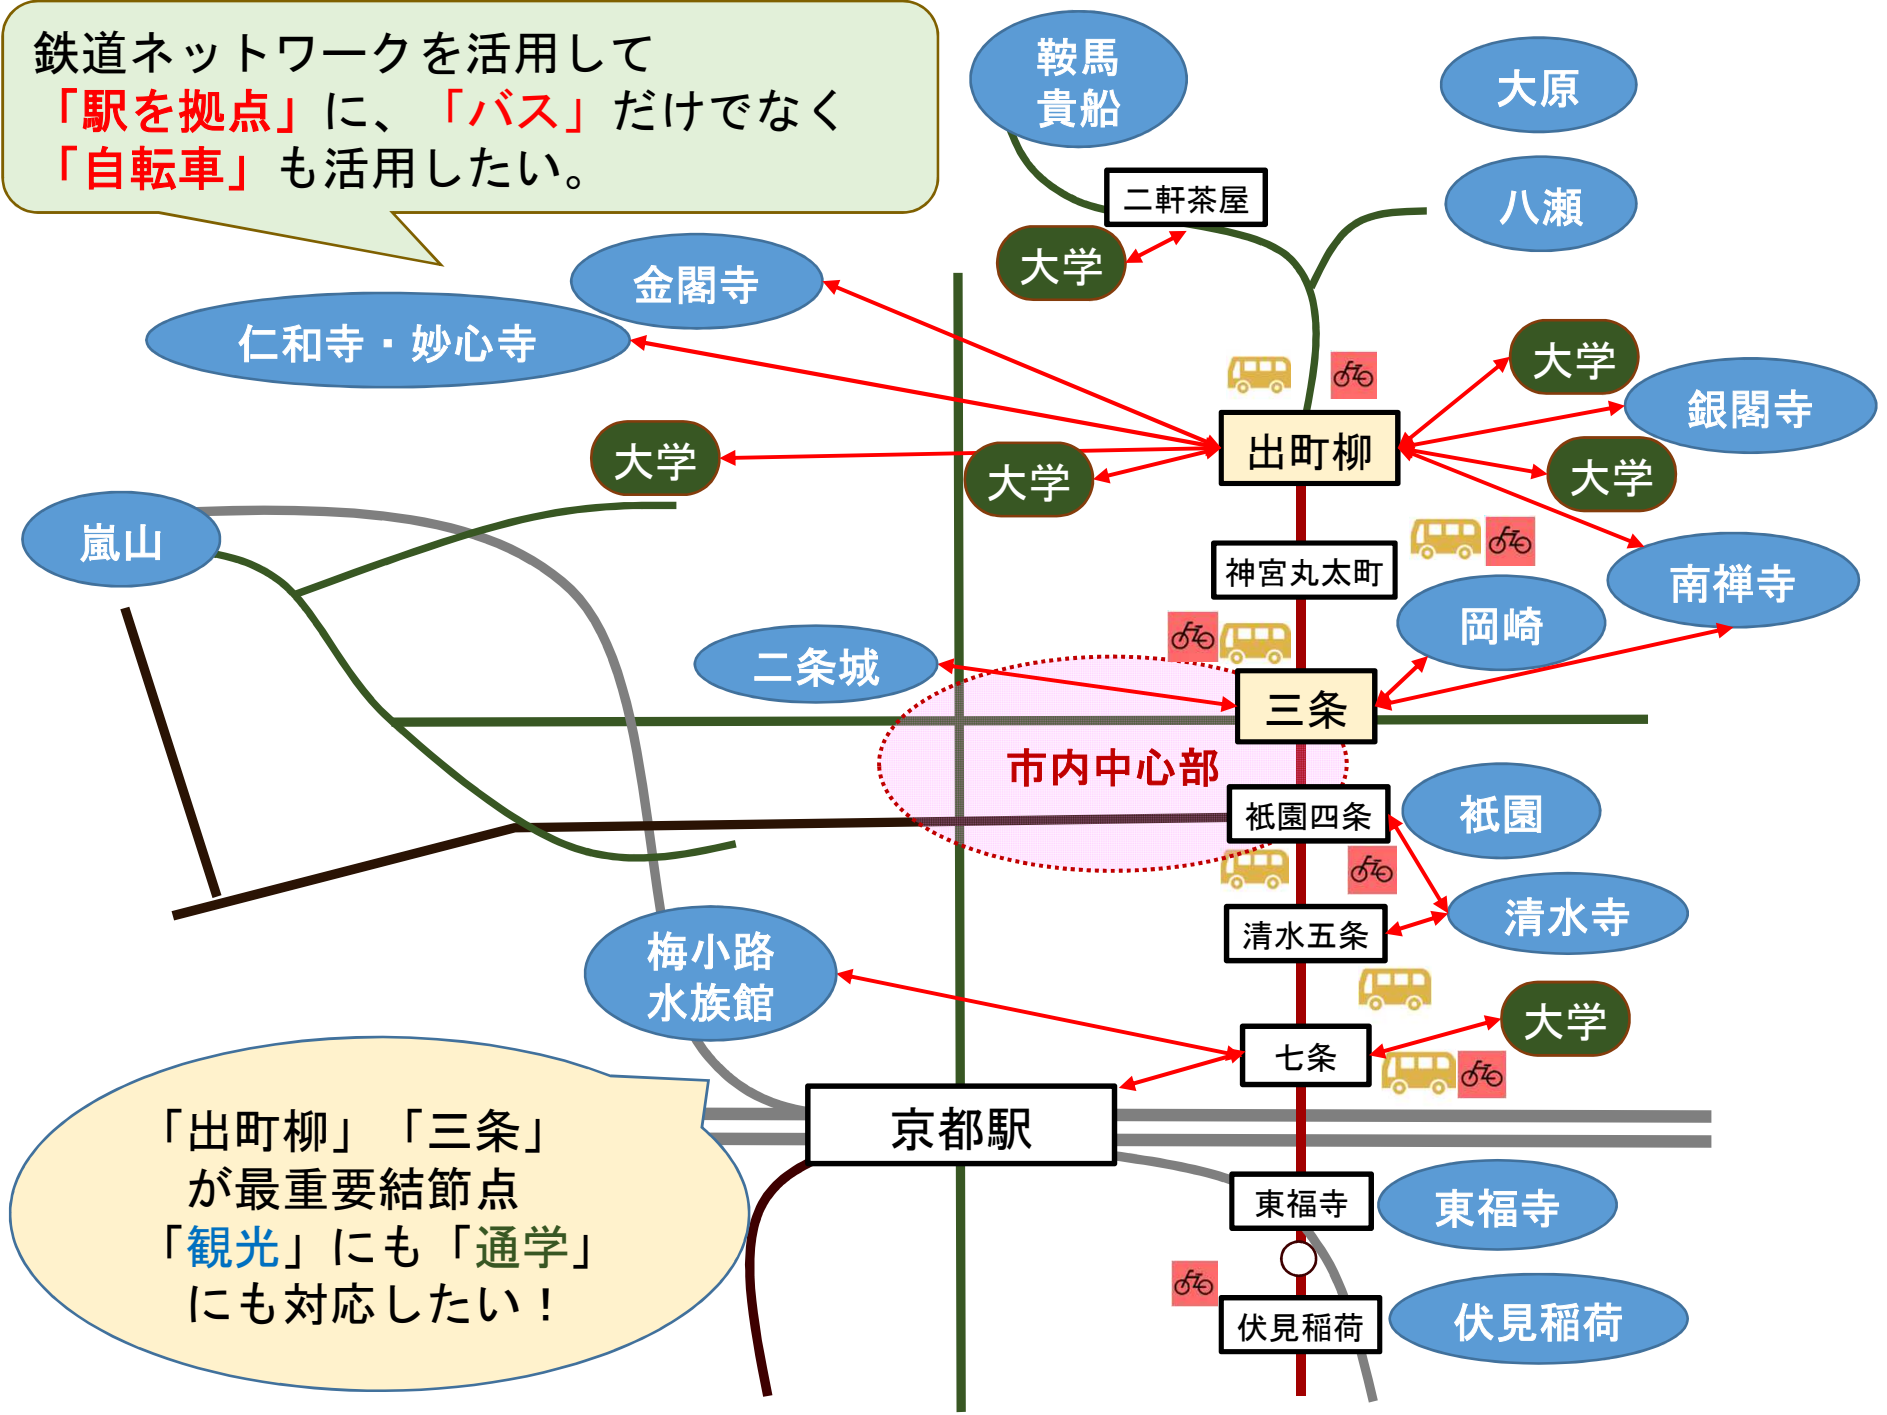 鉄道ネットワークを活用して
「駅を拠点」に、「バス」だけでなく
「自転車」も活用したい。
鞍馬
貴船
大原
八瀬
二軒茶屋
大学
金閣寺
仁和寺・妙心寺
大学
銀閣寺
大学
大学
大学
出町柳
嵐山
神宮丸太町
南禅寺
岡崎
二条城
三条
市内中心部
祇園四条
祇園
清水五条
清水寺
梅小路
水族館
七条
大学
京都駅
「出町柳」「三条」
が最重要結節点
「観光」にも「通学」
にも対応したい！
東福寺
東福寺
伏見稲荷
伏見稲荷